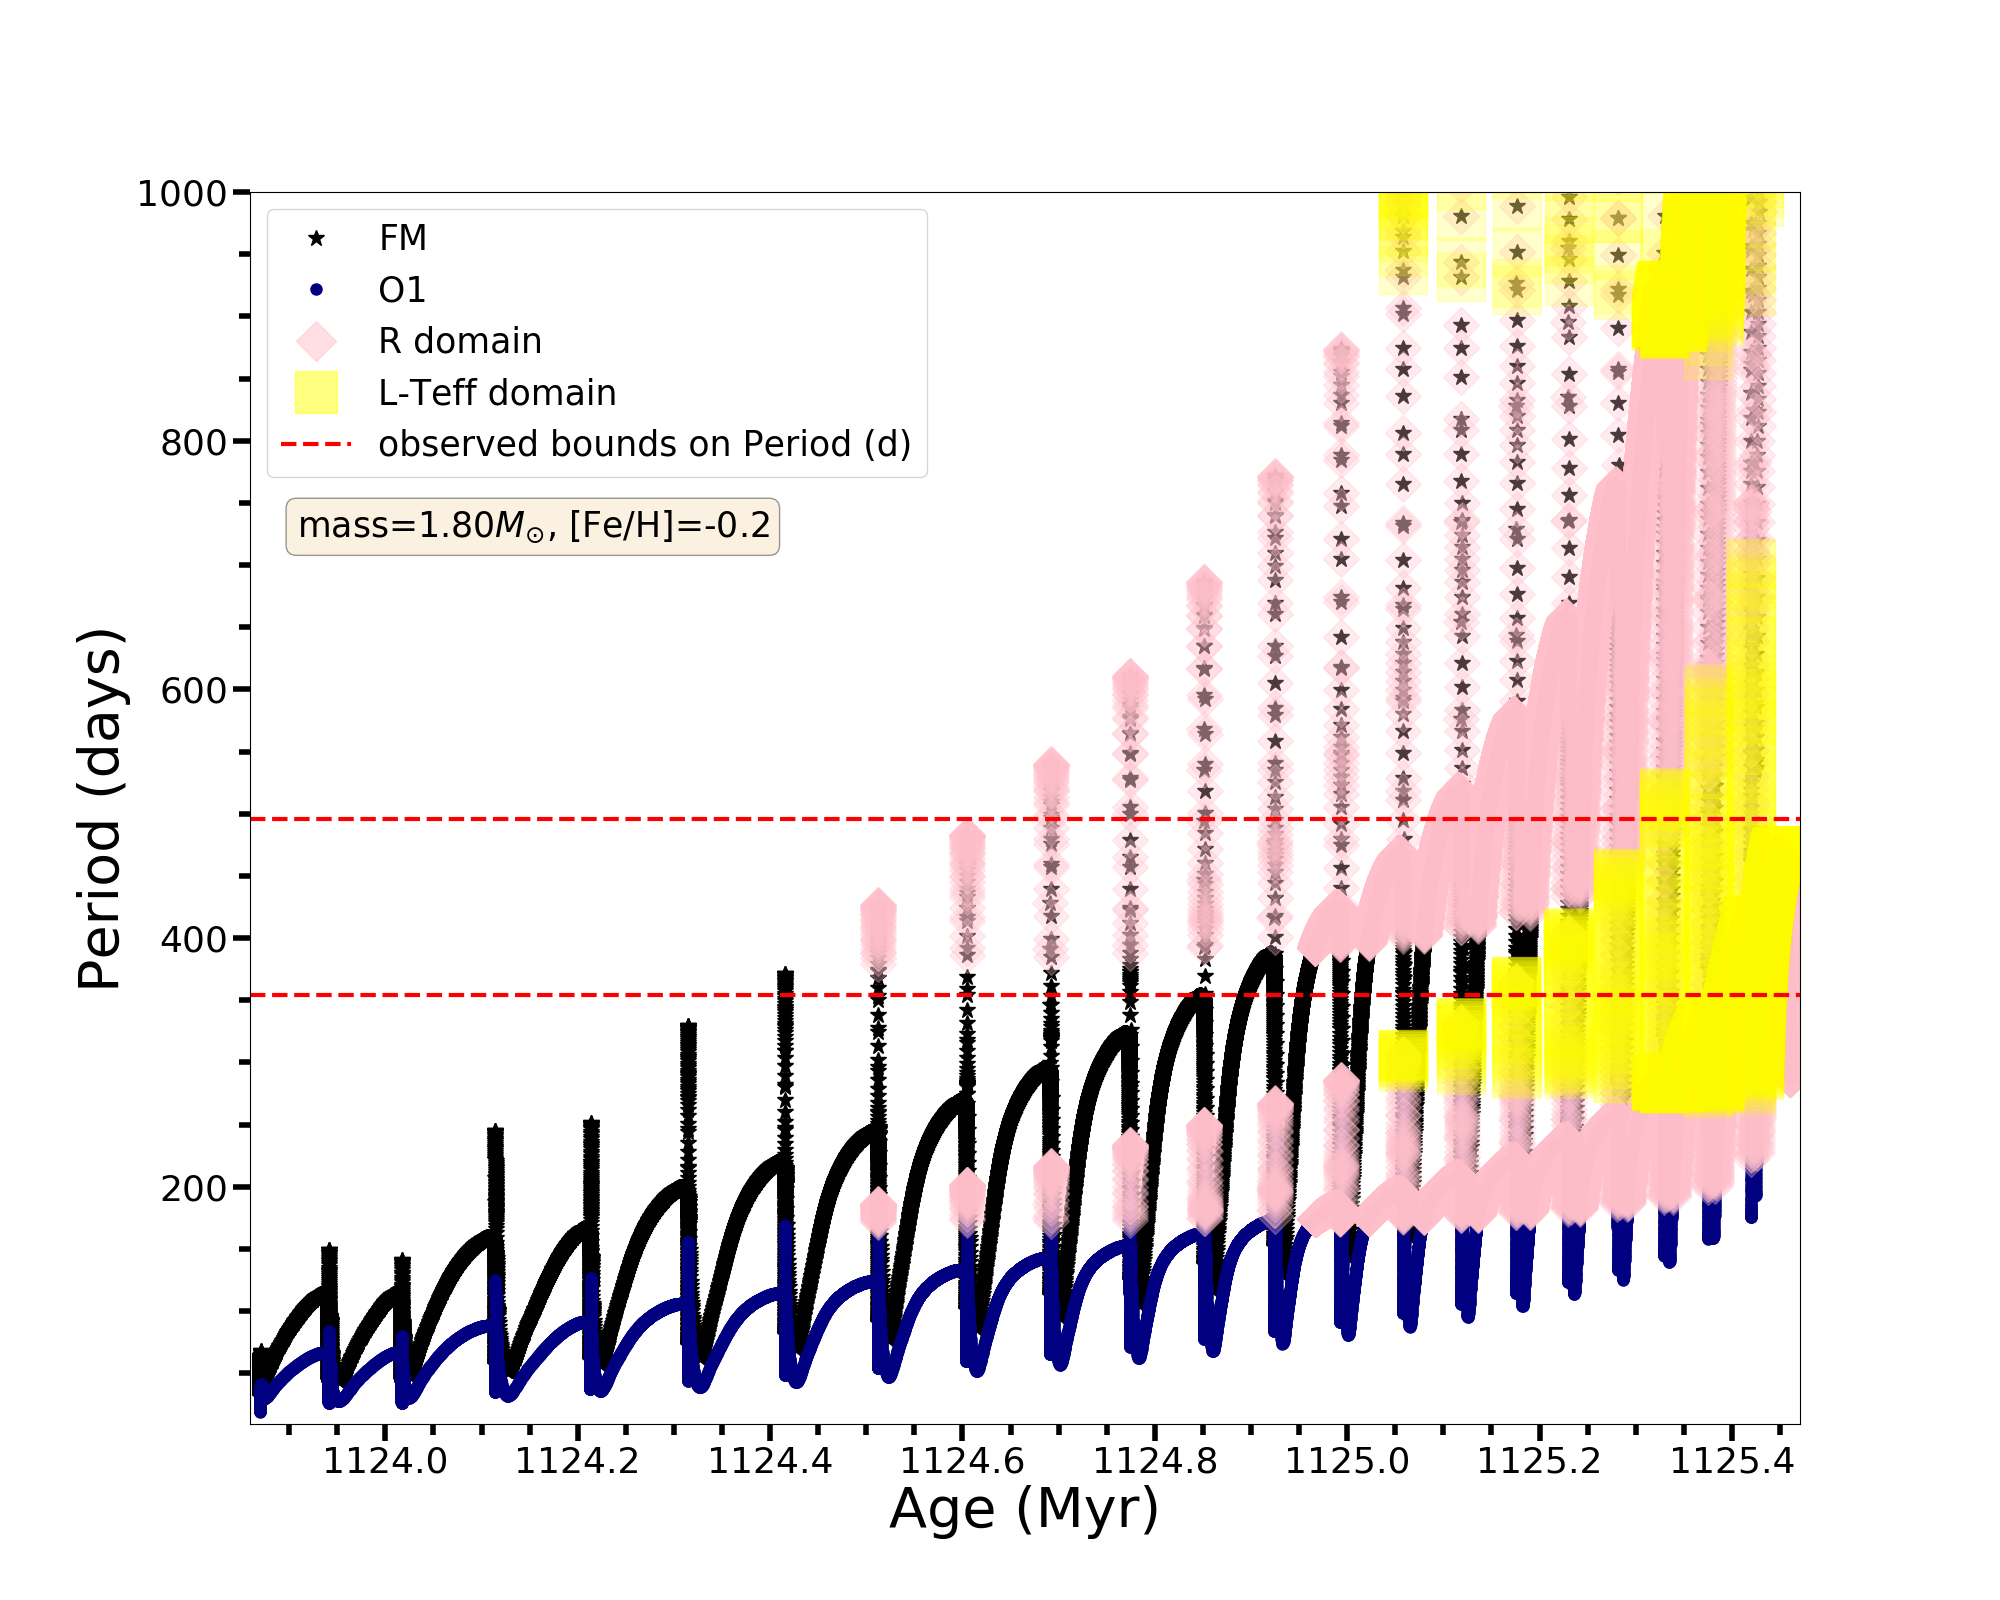 1000
800
600
400
200
Period (days)
FM
O1
R domain
L-Teff domain
observed bounds on Period (d)
mass=1.80M⊙, [Fe/H]=-0.2
1124.0 1124.2 1124.4 1124.6 1124.8 1125.0 1125.2 1125.4
Age (Myr)